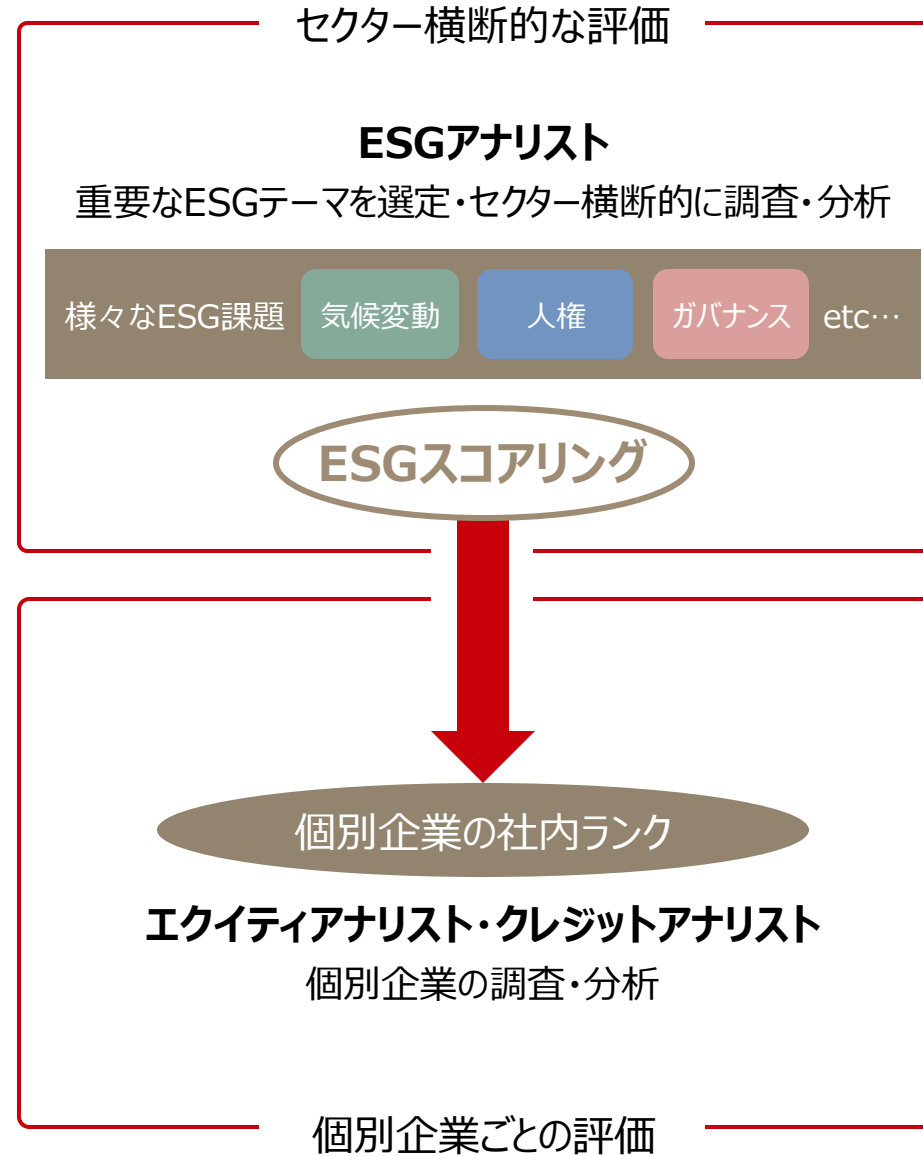 セクター横断的な評価
ESGアナリスト
重要なESGテーマを選定・セクター横断的に調査・分析
様々なESG課題 気候変動 人権 ガバナンス etc…
ESGスコアリング
個別企業の社内ランク
エクイティアナリスト・クレジットアナリスト
個別企業の調査・分析
個別企業ごとの評価